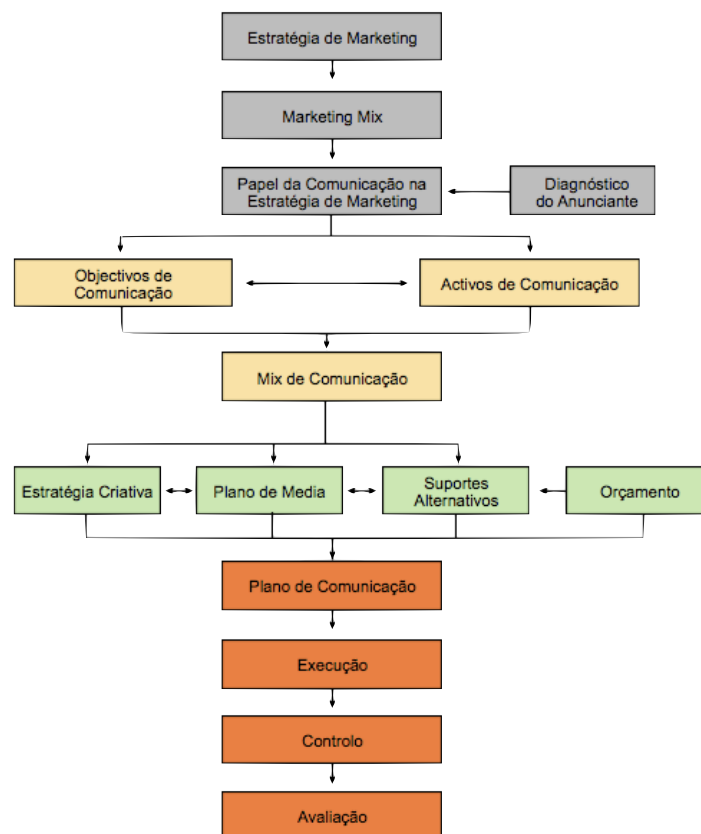 Estratégia de Marketing
Marketing Mix
Papel da Comunicação na
Estratégia de Marketing
Diagnóstico
do Anunciante
Objectivos de
Comunicação
Activos de Comunicação
Mix de Comunicação
Estratégia Criativa
Plano de Media
Suportes
Alternativos
Orçamento
Plano de Comunicação
Execução
Controlo
Avaliação